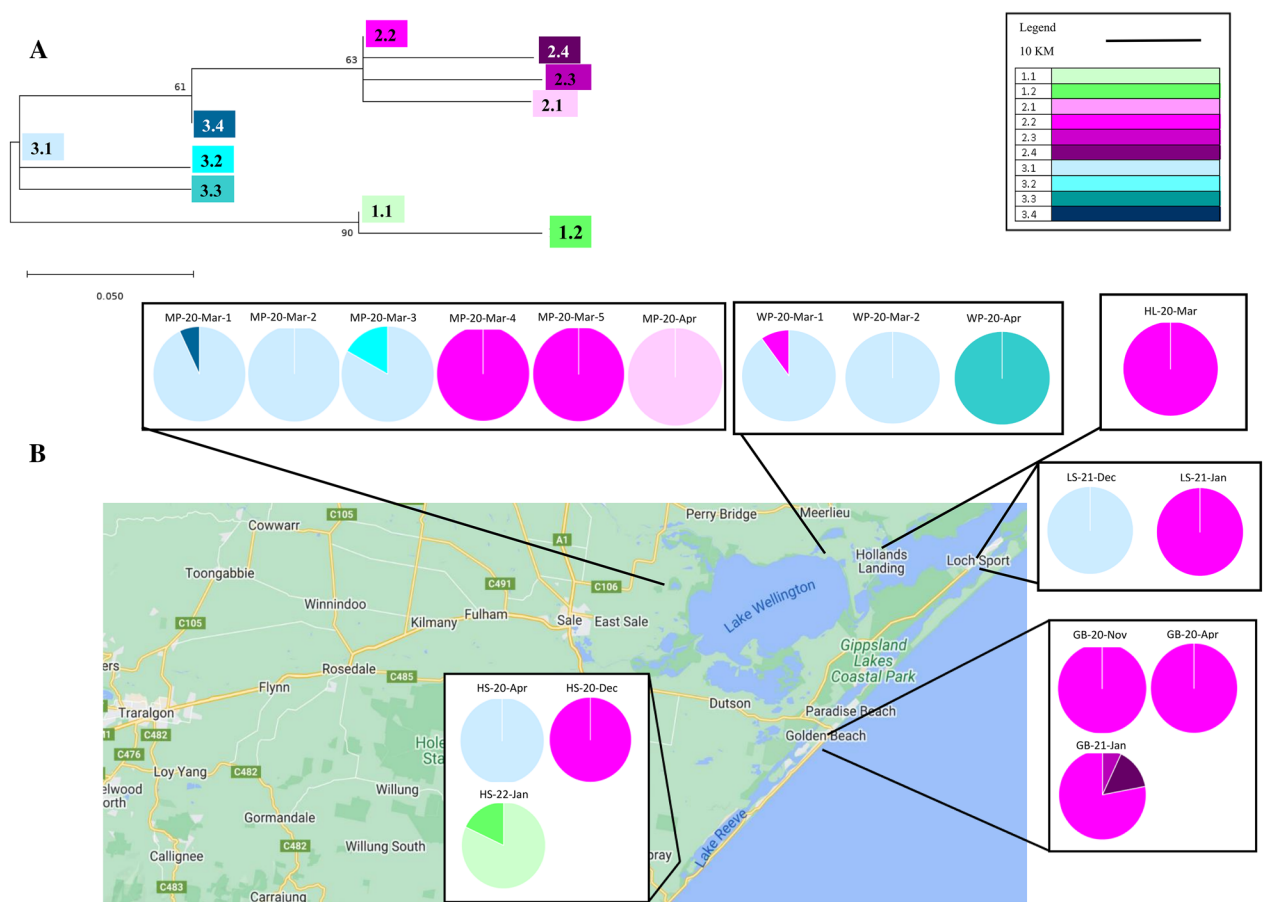 A
2.2
63
2.4
2.3
61
2.1
3.4
3.1
3.2
3.3
1.1
90
1.2
0.050
Legend
10 KM
1.1
1.2
2.1
2.2
2.3
2.4
3.1
3.2
3.3
3.4
MP-20-Mar-1
MP-20-Mar-2
MP-20-Mar-3
MP-20-Mar-4
MP-20-Mar-5
MP-20-Apr
WP-20-Mar-1
WP-20-Mar-2
WP-20-Apr
HL-20-Mar
B
LS-21-Dec
LS-21-Jan
GB-20-Nov
GB-20-Apr
GB-21-Jan
HS-20-Apr
HS-20-Dec
HS-22-Jan
Cowwarr
C105
A1
Perry Bridge
Meerlieu
Toongabbie
C491
C106
Hollands
Landing
Loch Sport
Winnindoo
Lake Wellington
C105
Kilmany
Fulham
Sale
East Sale
ers
Rosedale
C485
Gippsland
Lakes
Coastal Park
Flynn
Dutson
Paradise Beach
Traralgon
C482
Golden Beach
C476
Hole
Sta
Loy Yang
C482
elwood
orth
Willung
Gormandale
Lake Reeve
C482
Willung South
Callignee
pray
C483
Carrajung